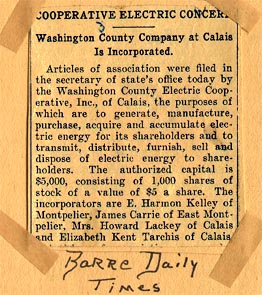 COOPERATIVE ELECTRIC CONCERN
Washington County Company at Calais
Is Incorporated.
Articles of association were filed in
the secretary of state's office today by
the Washington County Electric Coop-
erative, Inc., of Calais, the purposes of
which are to generate, manufacture,
purchase, acquire and accumulate elec-
tric energy for its shareholders and to
transmit, distribute, furnish, sell and
dispose of electric energy to share-
holders. The authorized capital is
$5,000, consisting of 1,000 shares of
stock of a value of $5 a share. The
incorporators are E. Harmon Kelley of
Montpelier, James Carrie of East Mont-
pelier, Mrs. Howard Lackey of Calais
and Elizabeth Kent Tarchis of Calais
Barre Daily
Times